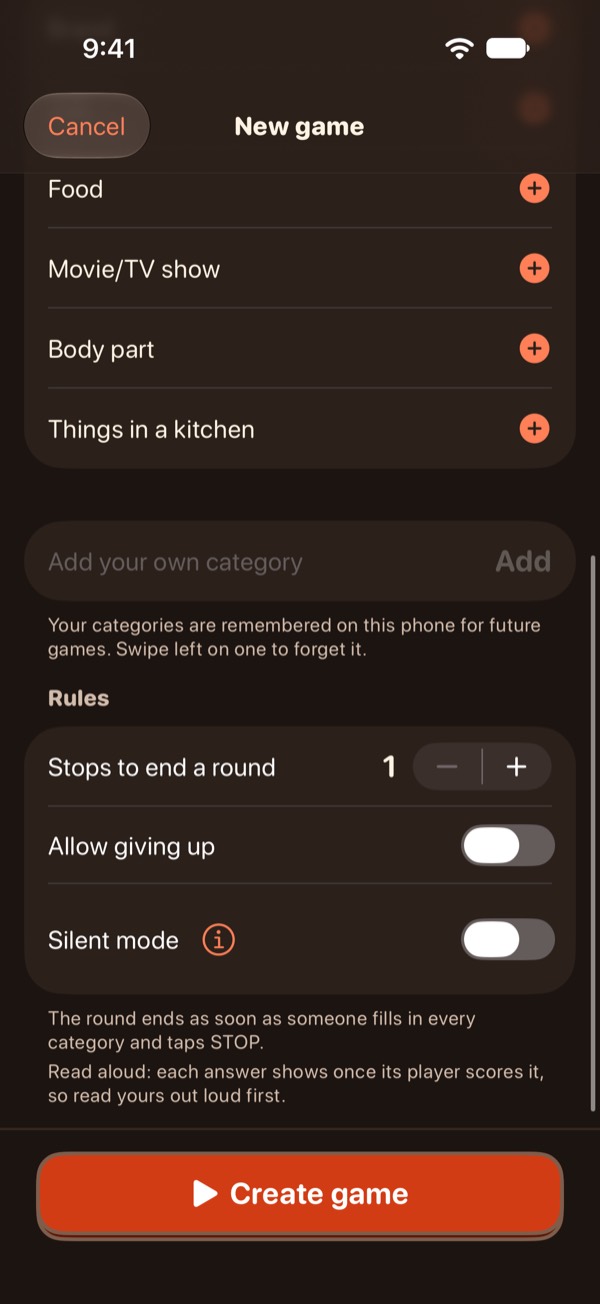 9:41
Cancel
New game
Food
Movie/TV show
Body part
Things in a kitchen
Add your own category
Add
Your categories are remembered on this phone for future
games. Swipe left on one to forget it.
Rules
Stops to end a round
1
Allow giving up
Silent mode
The round ends as soon as someone fills in every
category and taps STOP.
Read aloud: each answer shows once its player scores it,
so read yours out loud first.
Create game